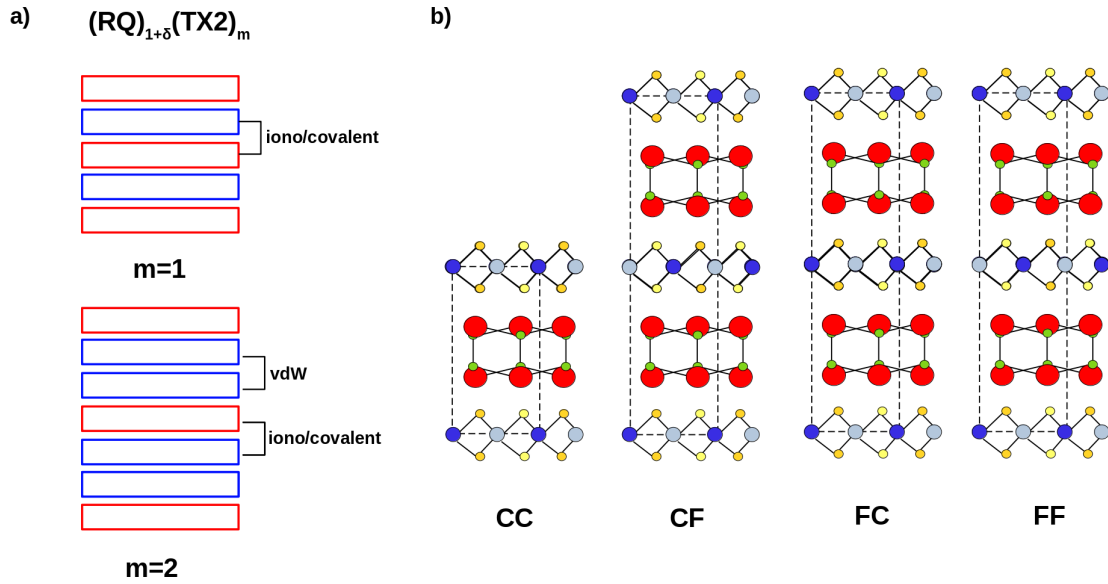 a)
(RQ)1+δ(TX2)m
iono/covalent
m=1
vdW
iono/covalent
m=2
b)
CC
CF
FC
FF